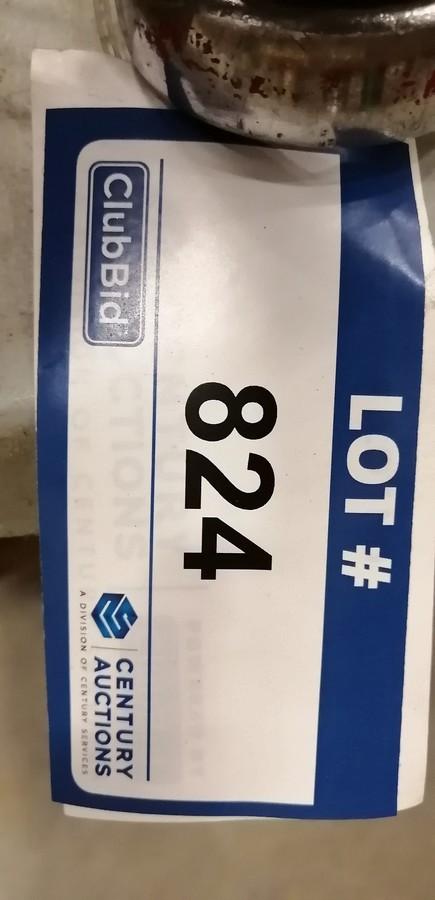 LOT #
824
ClubBid
CENTURY
AUCTIONS
A DIVISION OF CENTURY SERVICES